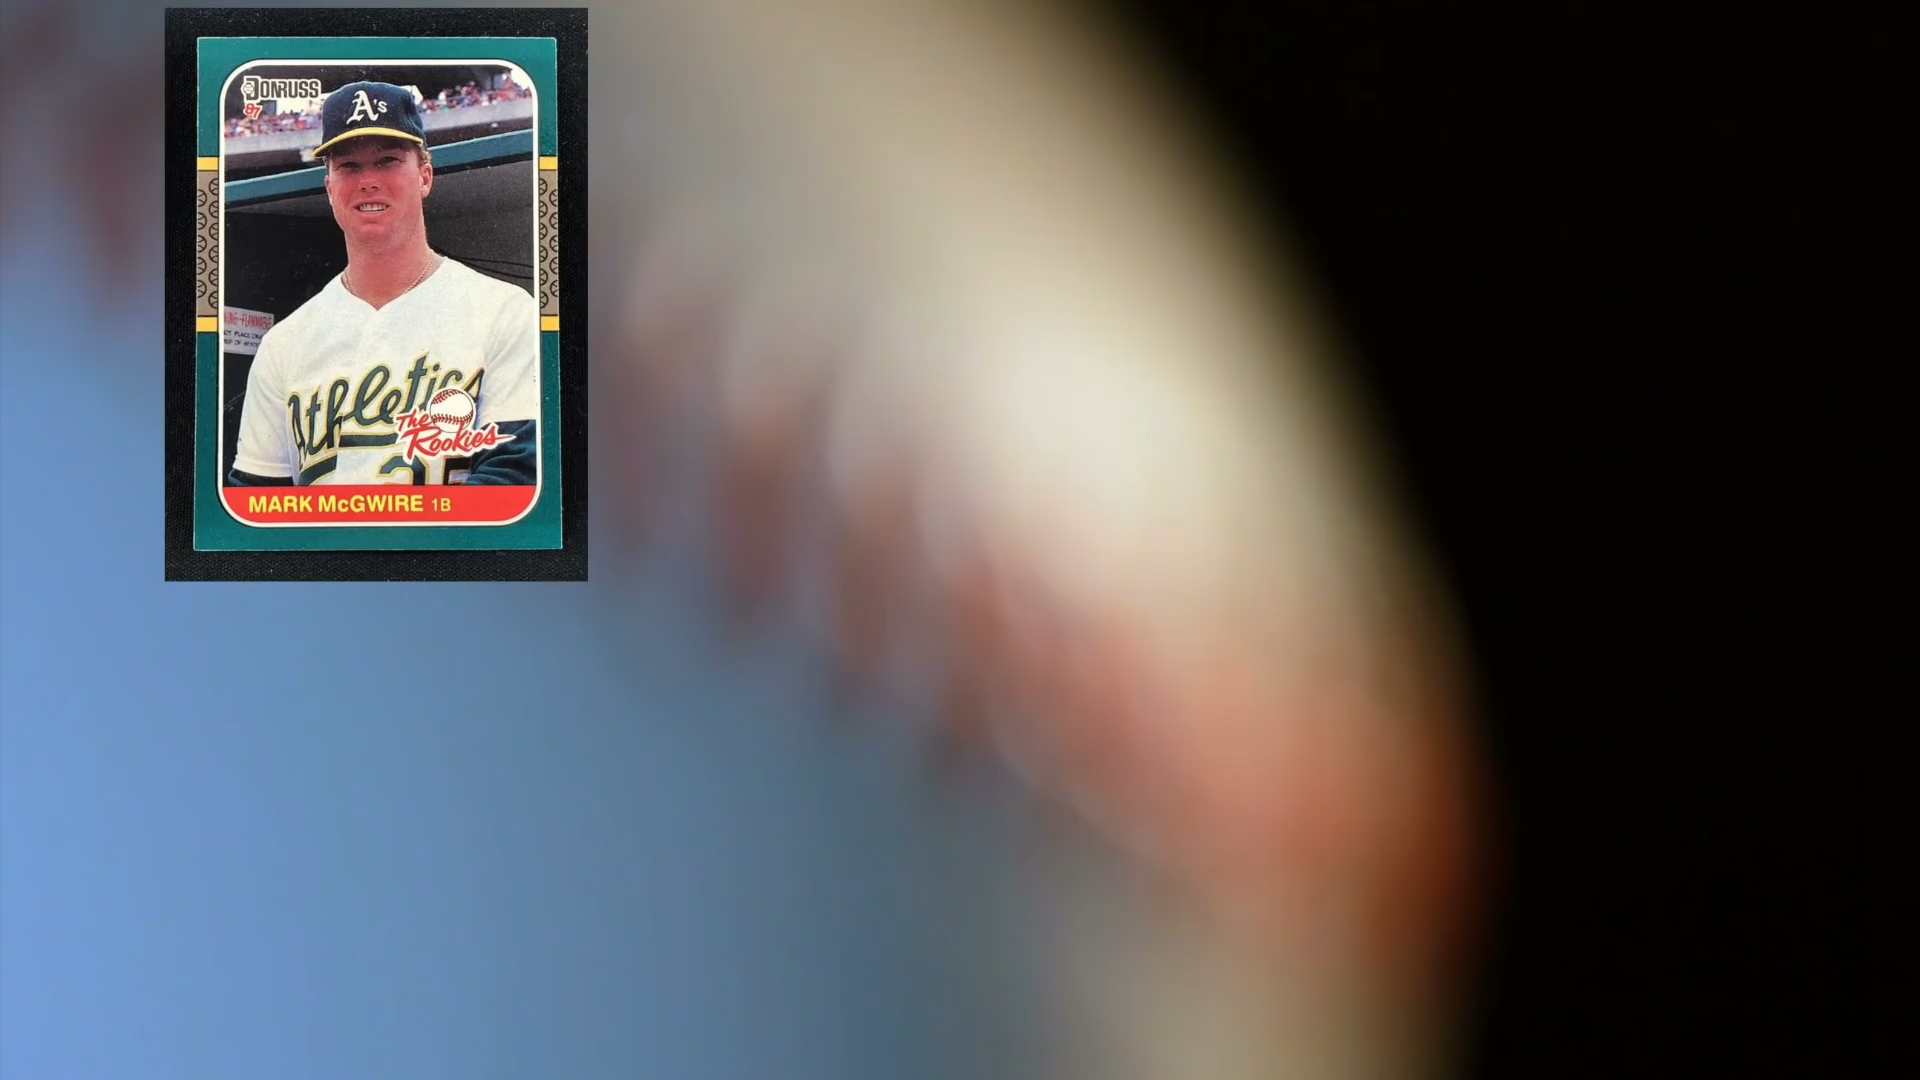 DONRUSS
87
A's
Athletics
The
Rookies
MARK McGWIRE 1B